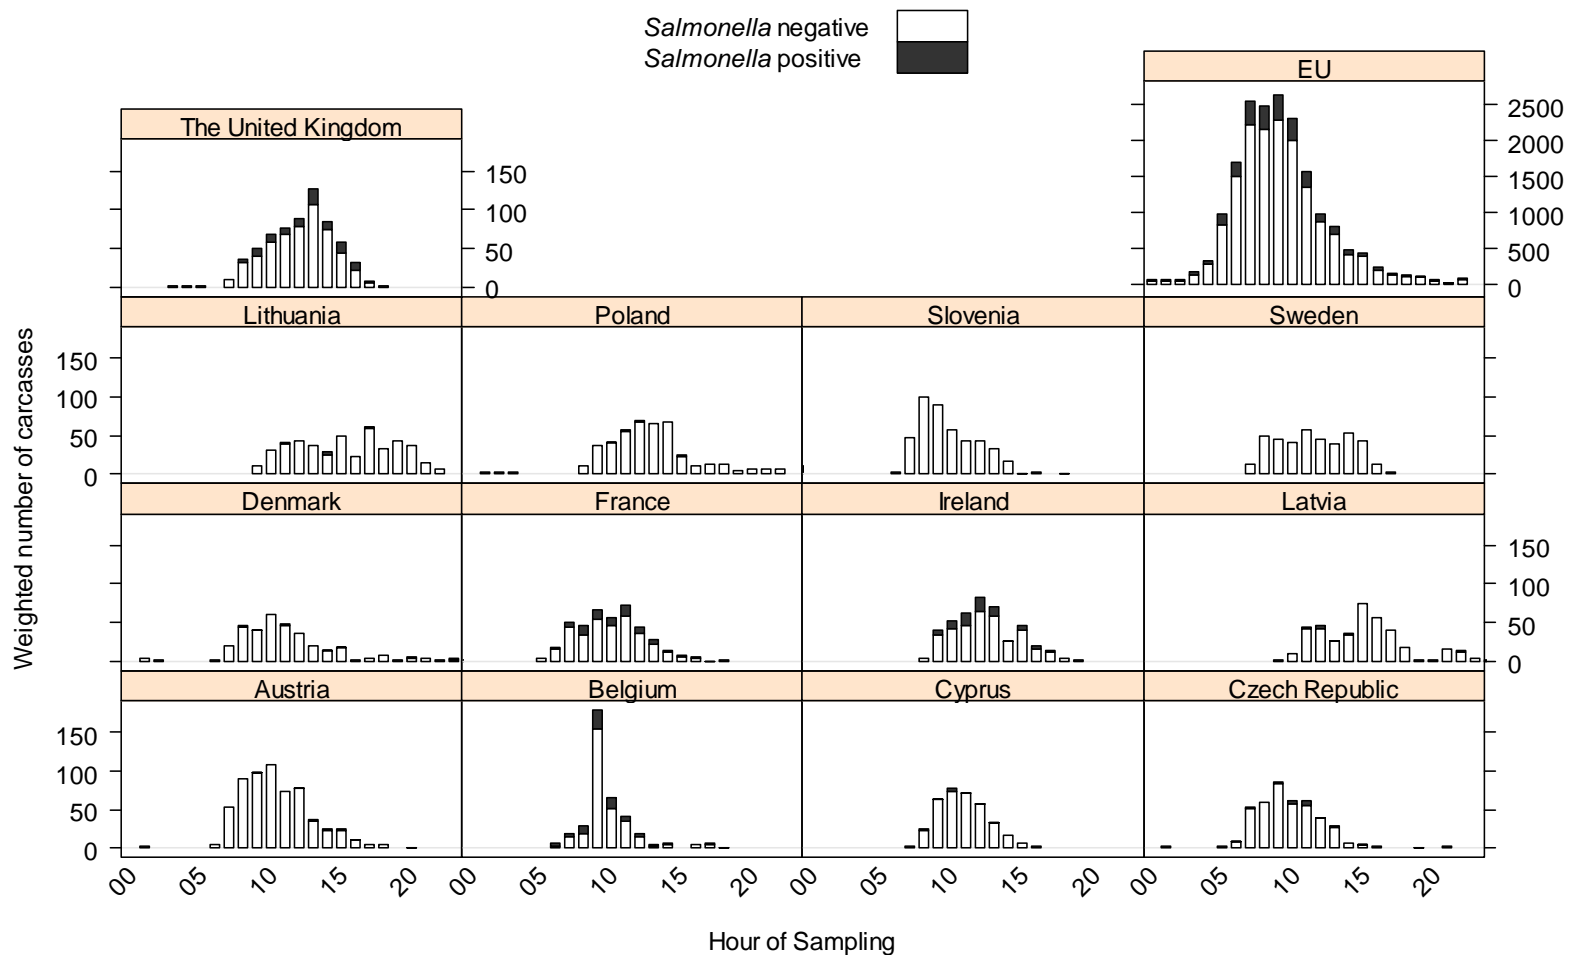 Salmonella negative
Salmonella positive
EU
2500
2000
1500
1000
500
0
The United Kingdom
150
100
50
0
Weighted number of carcasses
Lithuania Poland Slovenia Sweden
150
100
50
0
Denmark France Ireland Latvia
150
100
50
0
Austria Belgium Cyprus Czech Republic
150
100
50
0
00 05 10 15 20 00 05 10 15 20 00 05 10 15 20 00 05 10 15 20
Hour of Sampling